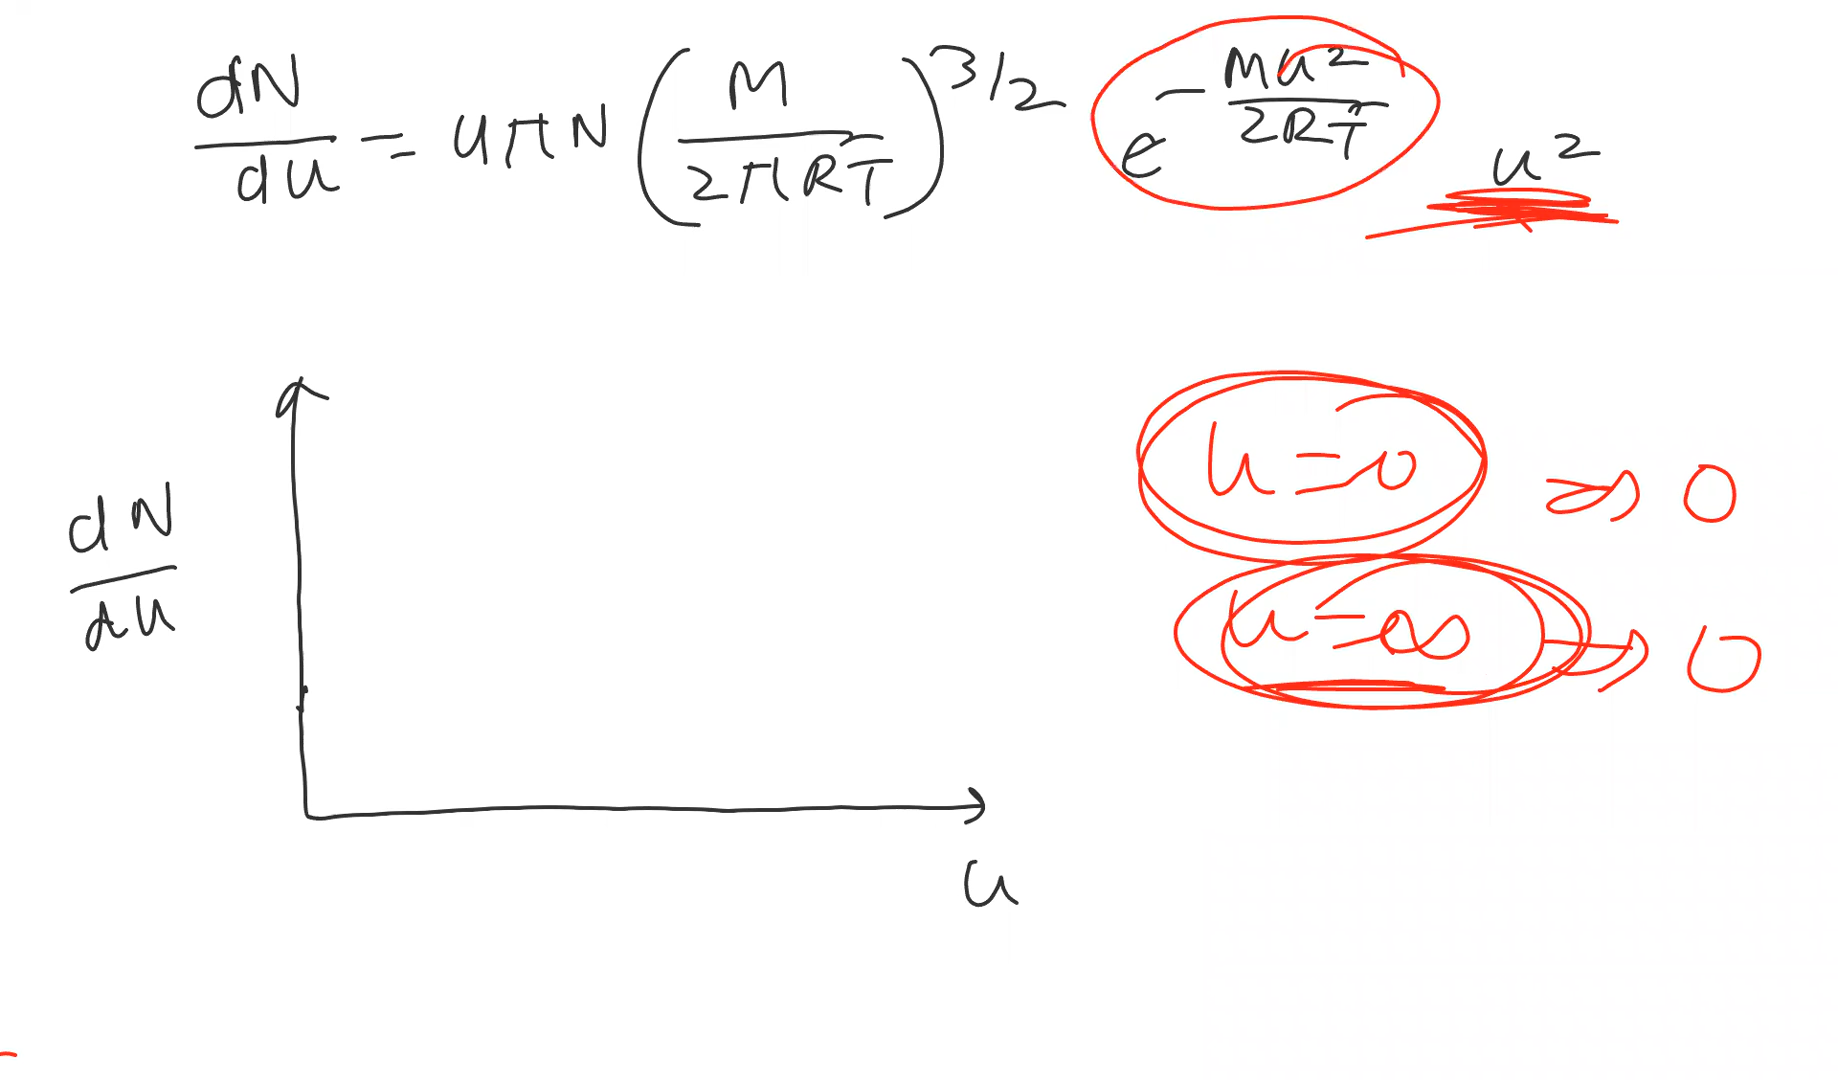 dN/du = 4πN (M/2πRT)^3/2 e^-Mu²/2RT u²
dN/du
u = 0 → 0
u = ∞ → 0
u